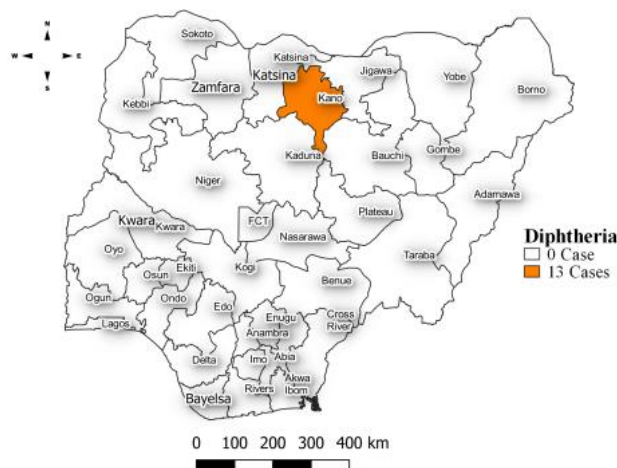 N
W E
S
Sokoto
Katsina
Katsina
Jigawa
Yobe
Borno
Zamfara
Kebbi
Kano
Kaduna
Bauchi
Gombe
Adamawa
Niger
Plateau
FCT
Kwara
Kwara
Nasarawa
Taraba
Oyo
Osun
Ekiti
Kogi
Benue
Ogun
Ondo
Edo
Lagos
Enugu
Anambra
Cross
River
Delta
Imo
Abia
Akwa
Ibom
Rivers
Bayelsa
Diphtheria
0 Case
13 Cases
0 100 200 300 400 km